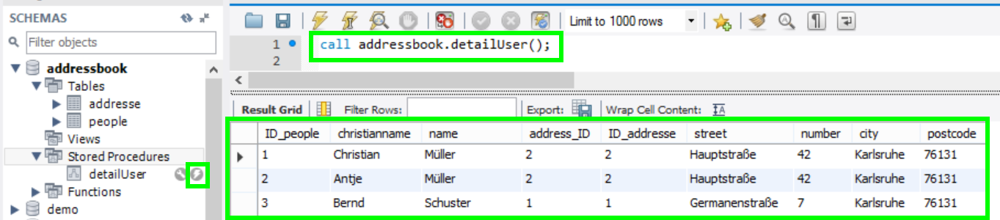 SCHEMAS
Filter objects
addressbook
Tables
addresse
people
Views
Stored Procedures
detailUser
Functions
demo
Limit to 1000 rows
1 call addressbook.detailUser();
2
Result Grid Filter Rows: Export: Wrap Cell Content: IA
ID_people christianname name address_ID ID_addresse street number city postcode
1 Christian Müller 2 2 Hauptstraße 42 Karlsruhe 76131
2 Antje Müller 2 2 Hauptstraße 42 Karlsruhe 76131
3 Bernd Schuster 1 1 Germanenstraße 7 Karlsruhe 76131